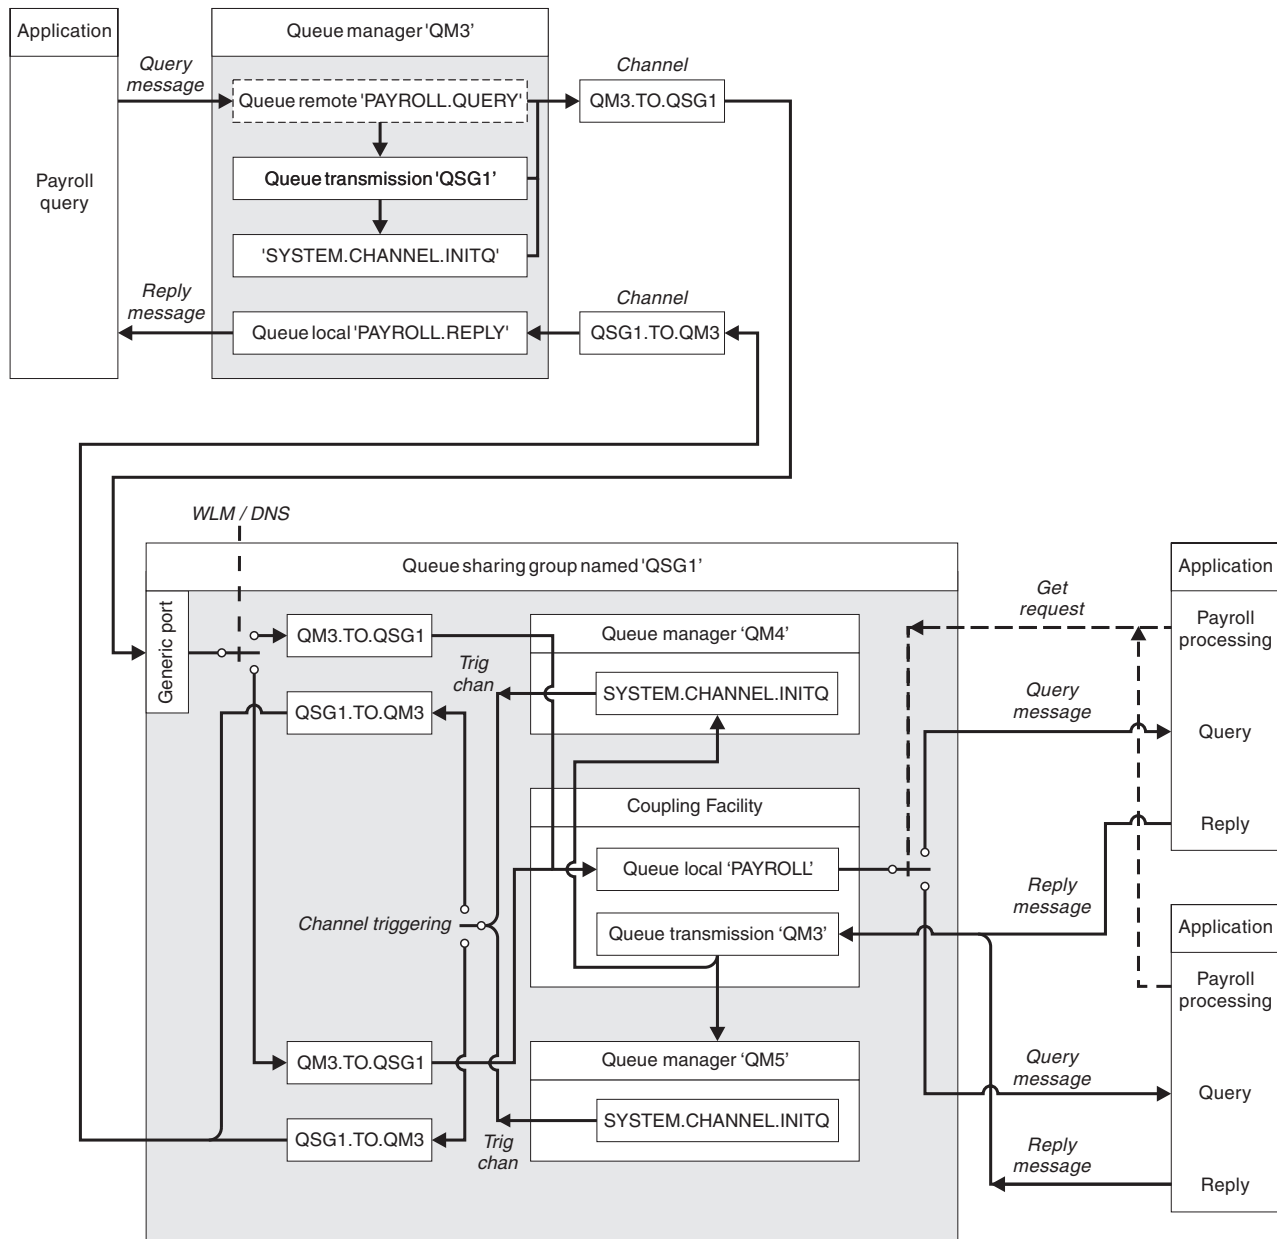 Application
Queue manager 'QM3’
Query
message
Channel
Queue remote 'PAYROLL.QUERY'
QM3.TO.QSG1
Payroll
query
Queue transmission 'QSG1’
'SYSTEM.CHANNEL.INITQ'
Reply
message
Channel
Queue local 'PAYROLL.REPLY'
QSG1.TO.QM3
WLM / DNS
Queue sharing group named 'QSG1’
Application
Generic port
Get
request
QM3.TO.QSG1
Queue manager ‘QM4’
Payroll
processing
Trig
chan
SYSTEM.CHANNEL.INITQ
QSG1.TO.QM3
Query
message
Query
Coupling Facility
Reply
Queue local ‘PAYROLL’
Reply
message
Channel triggering
Queue transmission ‘QM3’
Application
Payroll
processing
QM3.TO.QSG1
Queue manager ‘QM5’
Query
message
Query
SYSTEM.CHANNEL.INITQ
QSG1.TO.QM3
Trig
chan
Reply
message
Reply